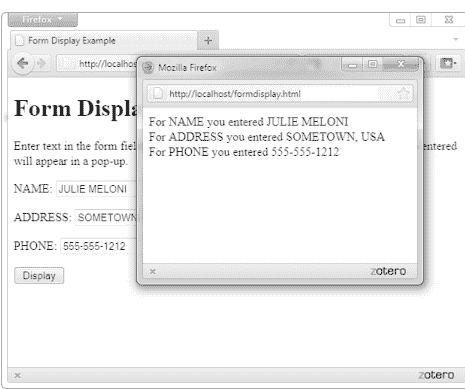 Firefox
Form Display Example
http://localhos
Form Displa
Enter text in the form fiel
entered
will appear in a pop-up.
NAME: JULIE MELONI
ADDRESS: SOMETOWN
PHONE: 555-555-1212
Display
Mozilla Firefox
http://localhost/formdisplay.html
For NAME you entered JULIE MELONI
For ADDRESS you entered SOMETOWN, USA
For PHONE you entered 555-555-1212
zotero
zotero